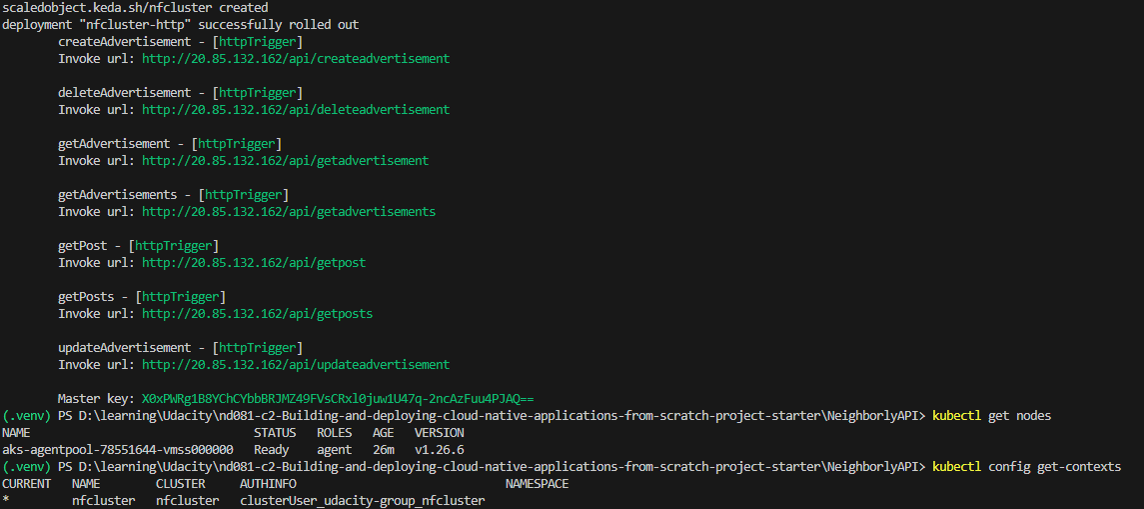 scaledobject.keda.sh/nfcluster created
deployment "nfcluster-http" successfully rolled out
createAdvertisement - [httpTrigger]
Invoke url: http://20.85.132.162/api/createadvertisement
deleteAdvertisement - [httpTrigger]
Invoke url: http://20.85.132.162/api/deleteadvertisement
getAdvertisement - [httpTrigger]
Invoke url: http://20.85.132.162/api/getadvertisement
getAdvertisements - [httpTrigger]
Invoke url: http://20.85.132.162/api/getadvertisements
getPost - [httpTrigger]
Invoke url: http://20.85.132.162/api/getpost
getPosts - [httpTrigger]
Invoke url: http://20.85.132.162/api/getposts
updateAdvertisement - [httpTrigger]
Invoke url: http://20.85.132.162/api/updateadvertisement
Master key: X0xPWRg1B8YChCYbbBRJMZ49FVsCRxl0juw1U47q-2ncAzFuu4PJAQ==
(.venv) PS D:\learning\Udacity\nd081-c2-Building-and-deploying-cloud-native-applications-from-scratch-project-starter\NeighborlyAPI> kubectl get nodes
NAME STATUS ROLES AGE VERSION
aks-agentpool-78551644-vmss000000 Ready agent 26m v1.26.6
(.venv) PS D:\learning\Udacity\nd081-c2-Building-and-deploying-cloud-native-applications-from-scratch-project-starter\NeighborlyAPI> kubectl config get-contexts
CURRENT NAME CLUSTER AUTHINFO NAMESPACE
* nfcluster nfcluster clusterUser_udacity-group_nfcluster